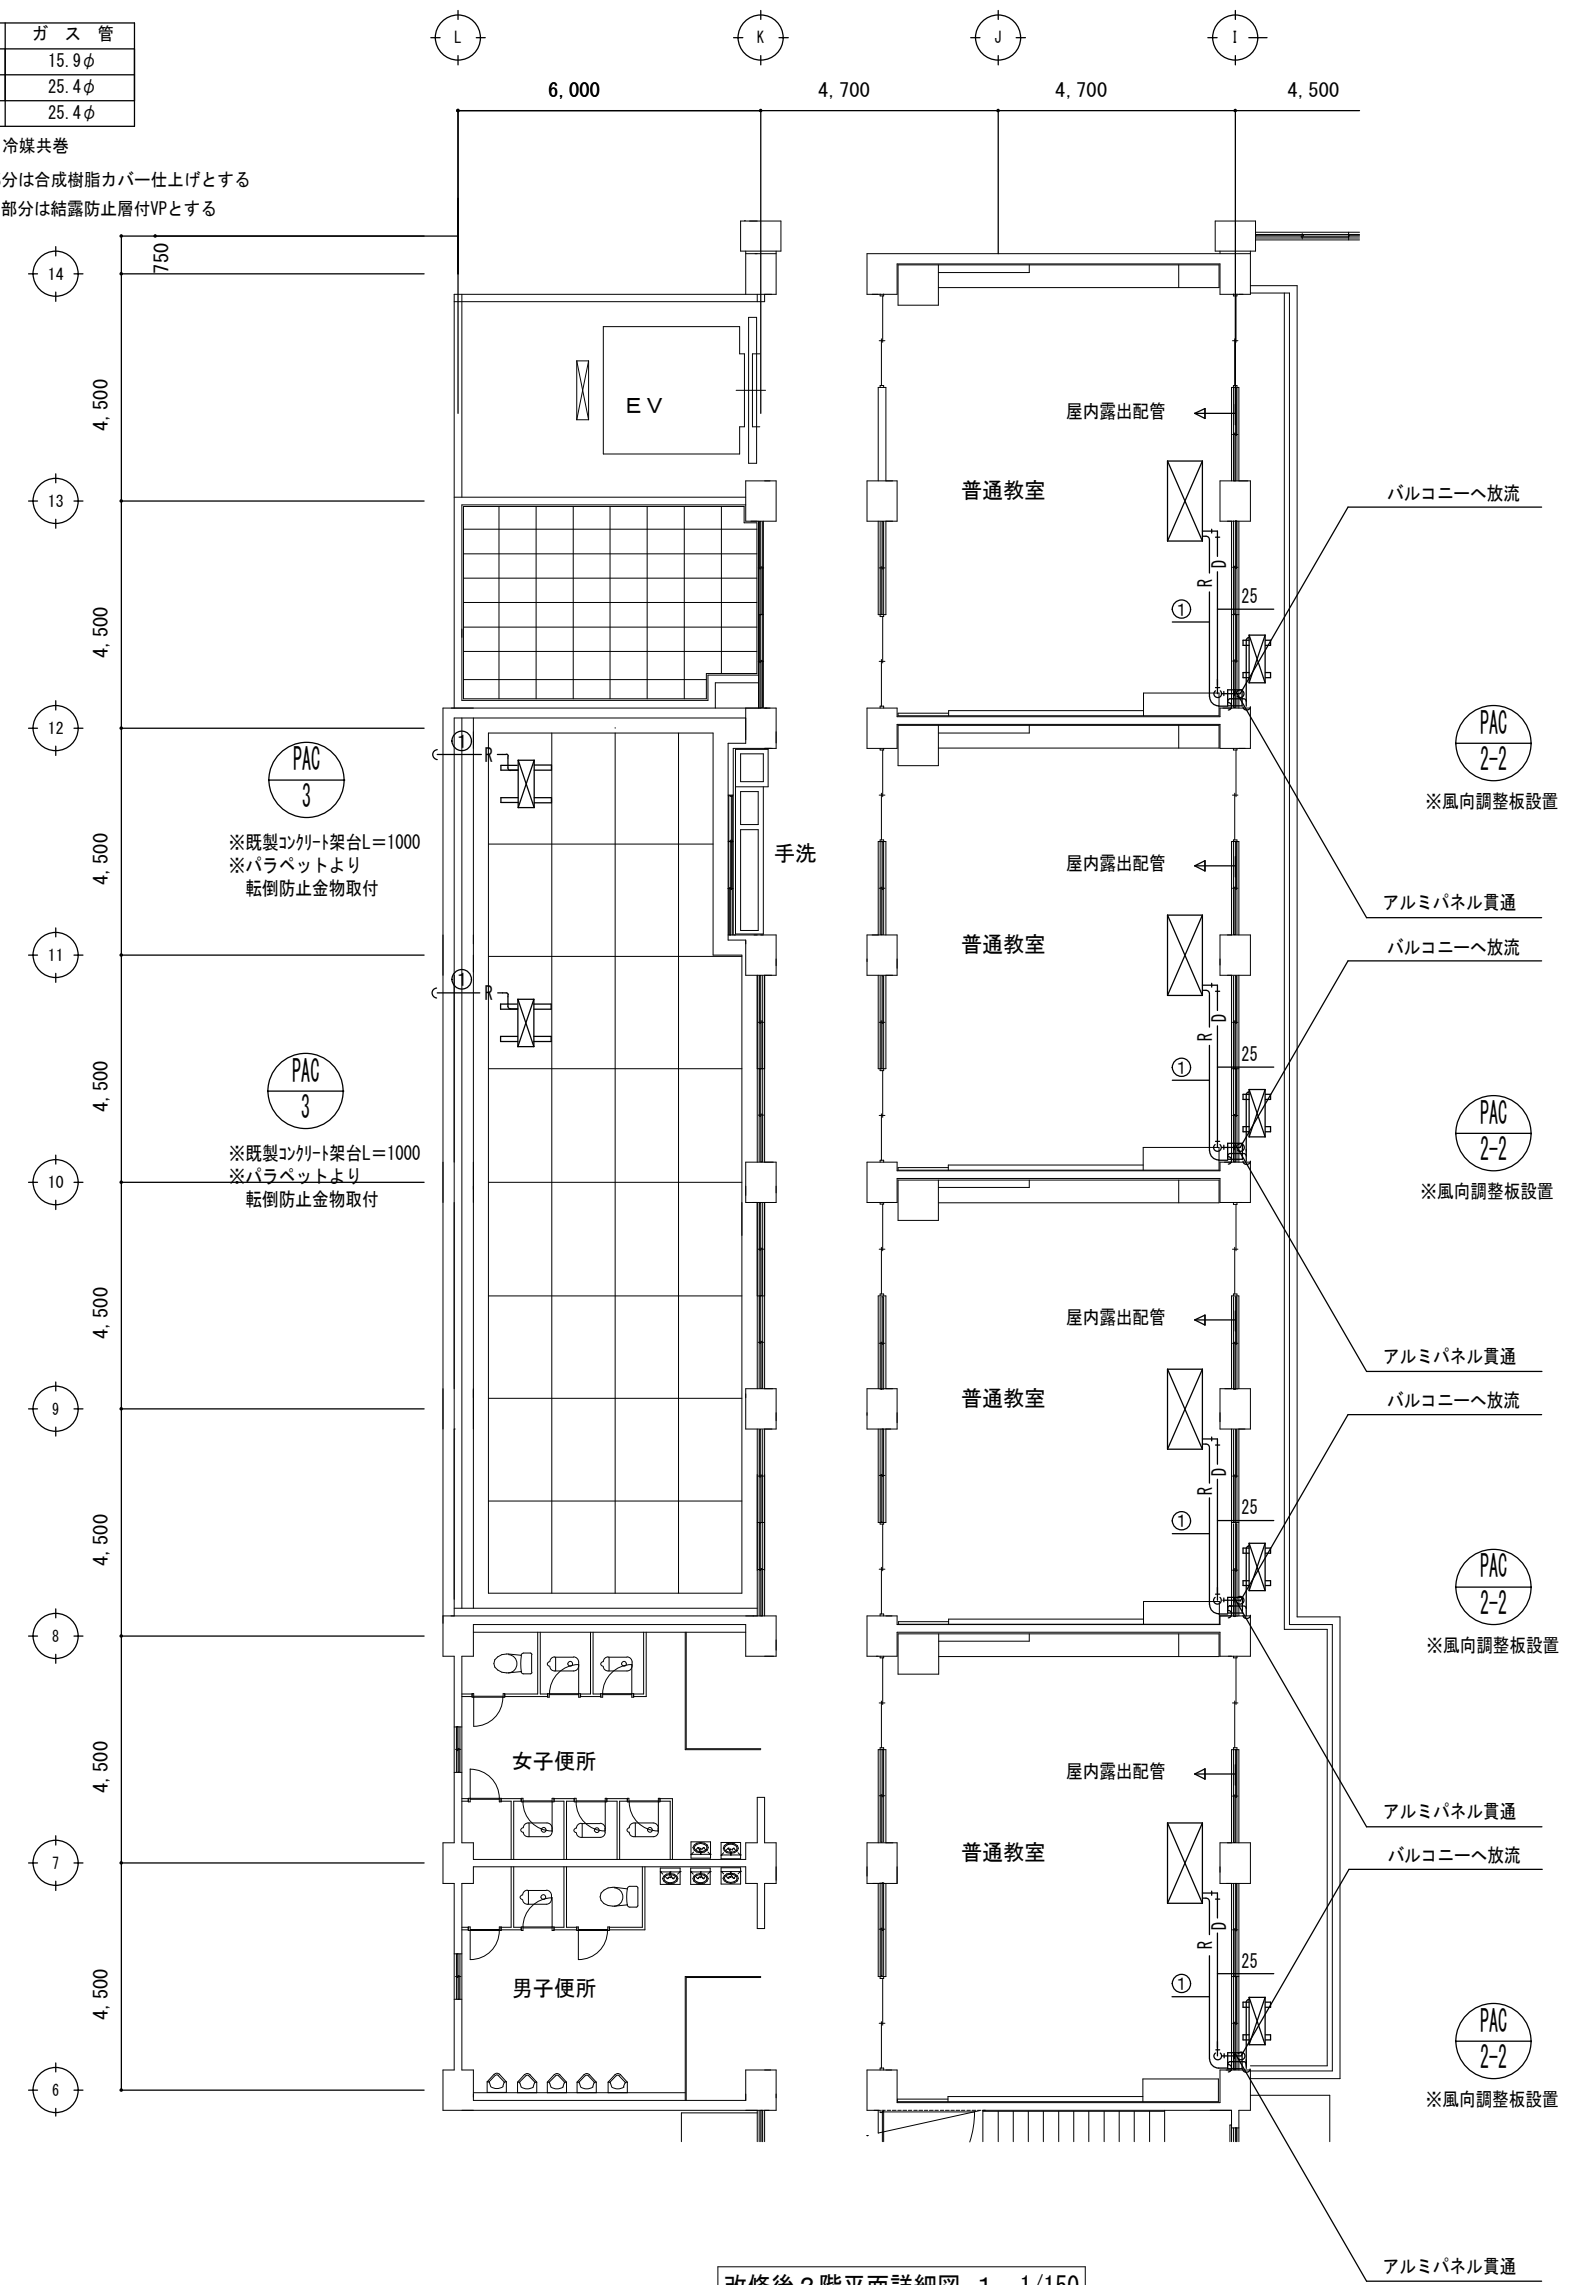 L
K
J
I
6,000
4,700
4,700
4,500
ガス管
15.9φ
25.4φ
25.4φ
冷媒共巻
分は合成樹脂カバー仕上げとする
部分は結露防止層付VPとする
750
14
4,500
EV
屋内露出配管
普通教室
13
バルコニーへ放流
4,500
R
D
25
①
12
PAC
2-2
※風向調整板設置
①
R
PAC
3
※既製コンクリート架台L=1000
※パラペットより
転倒防止金物取付
4,500
手洗
屋内露出配管
アルミパネル貫通
普通教室
11
バルコニーへ放流
①
R
4,500
R
D
25
①
PAC
3
※既製コンクリート架台L=1000
※パラペットより
転倒防止金物取付
PAC
2-2
※風向調整板設置
10
4,500
屋内露出配管
アルミパネル貫通
普通教室
9
バルコニーへ放流
4,500
R
D
25
①
PAC
2-2
※風向調整板設置
8
4,500
女子便所
屋内露出配管
アルミパネル貫通
7
普通教室
バルコニーへ放流
4,500
男子便所
R
D
25
①
PAC
2-2
※風向調整板設置
6
アルミパネル貫通
改修後2階平面詳細図-1 1/150